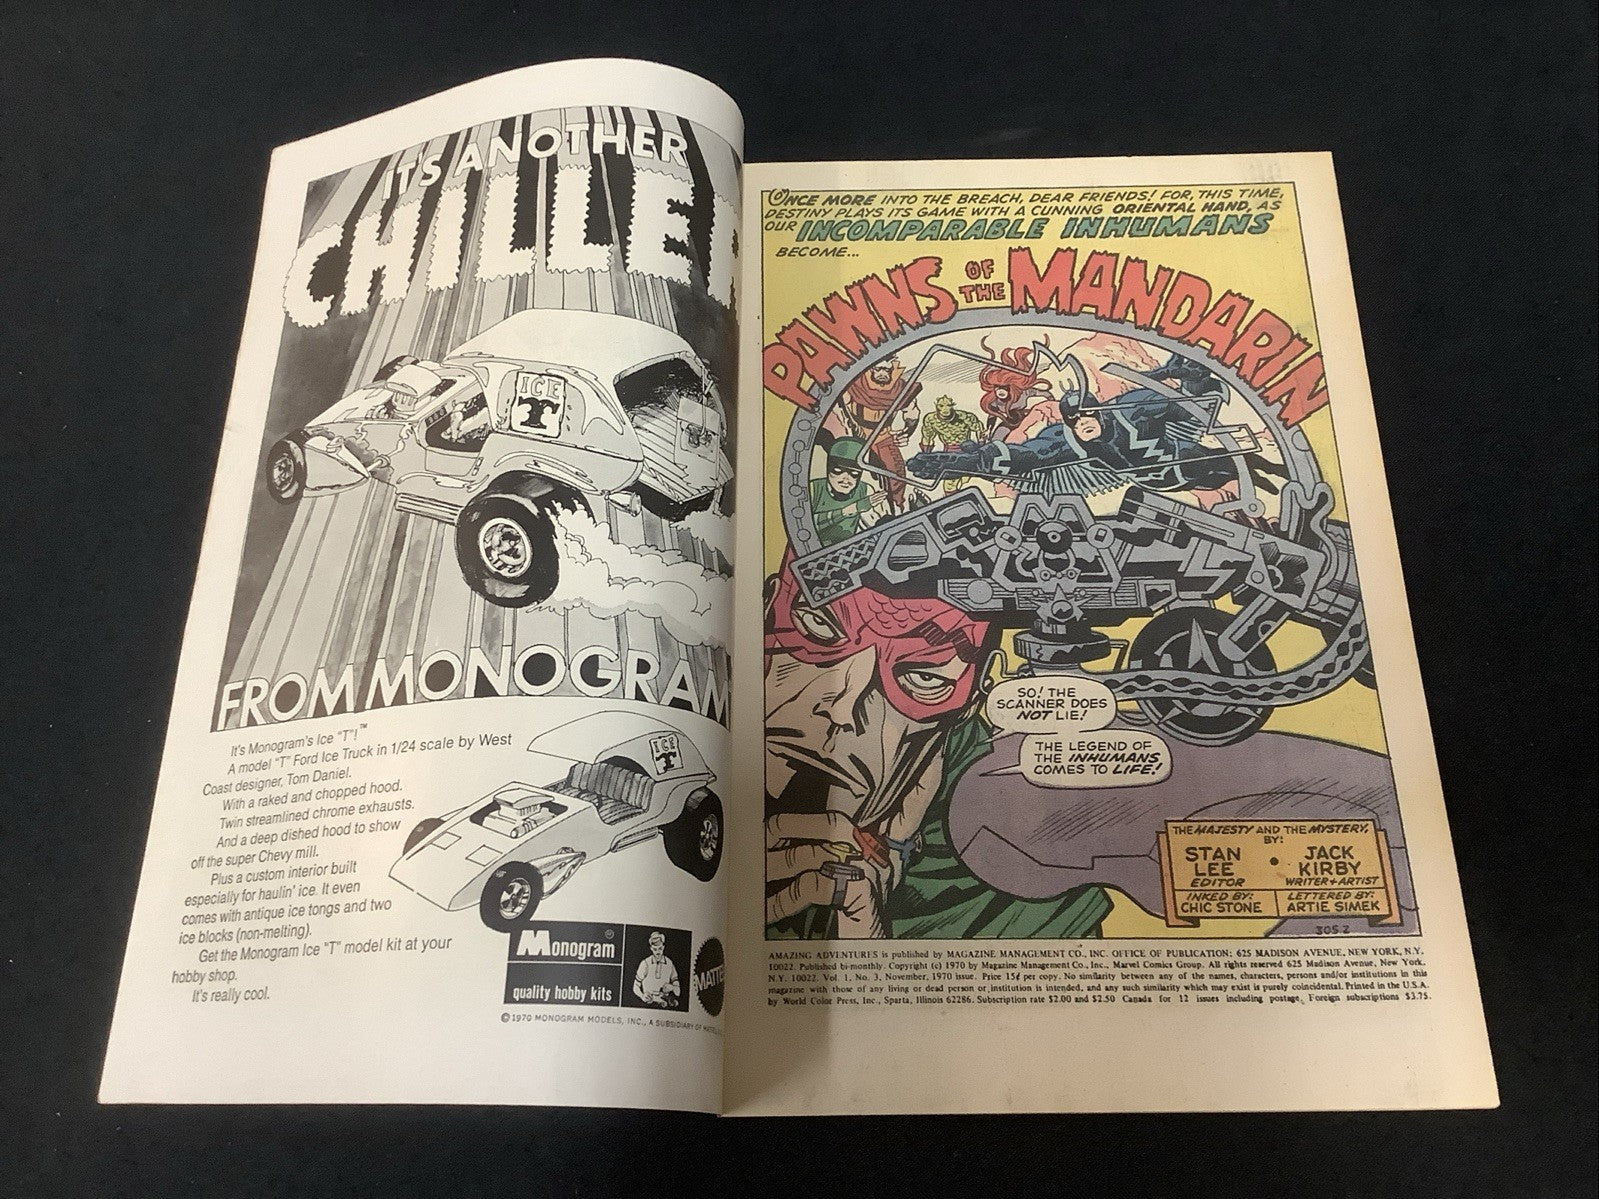 IT'S ANOTHER
CHILLER
ICE
T
FROM MONOGRAM
It's Monogram's Ice "T"!™
A model "T" Ford Ice Truck in 1/24 scale by West
Coast designer, Tom Daniel.
With a raked and chopped hood.
Twin streamlined chrome exhausts.
And a deep dished hood to show
off the super Chevy mill.
Plus a custom interior built
especially for haulin' ice. It even
comes with antique ice tongs and two
ice blocks (non-melting).
Get the Monogram Ice "T" model kit at your
hobby shop.
It's really cool.
ICE
T
Monogram®
quality hobby kits
MATTE
©1970 MONOGRAM MODELS, INC., A SUBSIDIARY OF
ONCE MORE INTO THE BREACH, DEAR FRIENDS! FOR, THIS TIME,
DESTINY PLAYS ITS GAME WITH A CUNNING ORIENTAL HAND, AS
OUR INCOMPARABLE INHUMANS
BECOME...
PAWNS OF THE MANDARIN
SO! THE
SCANNER DOES
NOT LIE!
THE LEGEND OF
THE INHUMANS
COMES TO LIFE!
THE MAJESTY AND THE MYSTERY,
BY:
STAN LEE • JACK KIRBY
EDITOR WRITER + ARTIST
INKED BY: LETTERED BY:
CHIC STONE ARTIE SIMEK
305 2
AMAZING ADVENTURES is published by MAGAZINE MANAGEMENT CO., INC. OFFICE OF PUBLICATION: 625 MADISON AVENUE, NEW YORK, N.Y.
10022. Published bi-monthly. Copyright (c) 1970 by Magazine Management Co., Inc., Marvel Comics Group. All rights reserved 625 Madison Avenue, New York,
N.Y. 10022. Vol. 1, No. 3, November, 1970 issue. Price 15¢ per copy. No similarity between any of the names, characters, persons and/or institutions in this
magazine with those of any living or dead person or institution is intended, and any such similarity which may exist is purely coincidental. Printed in the U.S.A.
by World Color Press, Inc., Sparta, Illinois 62286. Subscription rate $2.00 and $2.50 Canada for 12 issues including postage. Foreign subscriptions $3.75.